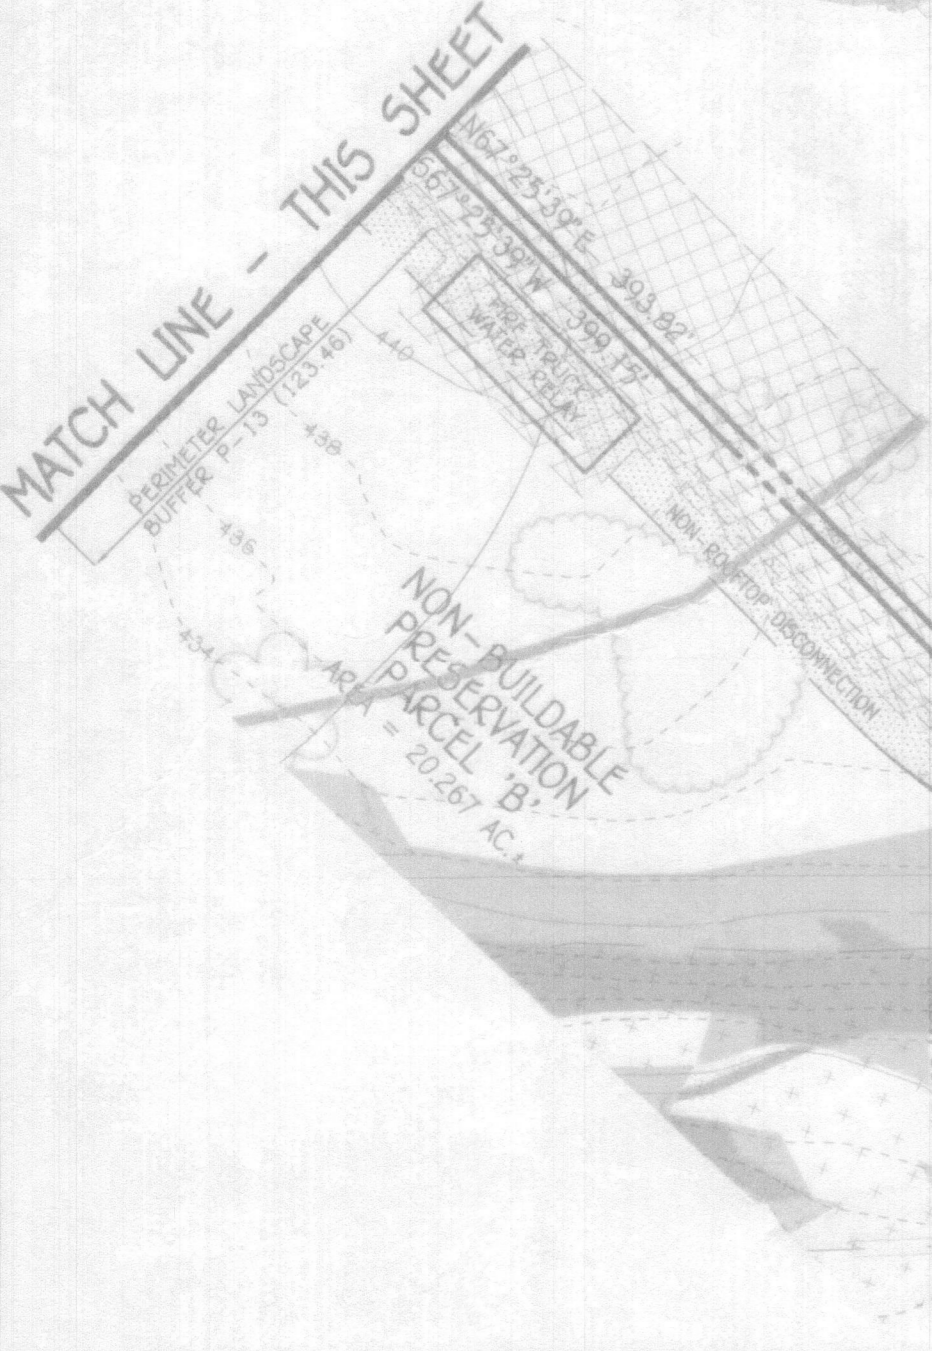 MATCH LINE - THIS SHEET
N67°25'39"E 393.82'
S67°25'39"W 399.15'
FIRE TRUCK
WATER RELAY
PERIMETER LANDSCAPE
BUFFER P-13 (123.46)
440
438
436
434
NON-ROOFTOP DISCONNECTION
NON-BUILDABLE
PRESERVATION
PARCEL 'B'
AREA = 20.267 AC.±